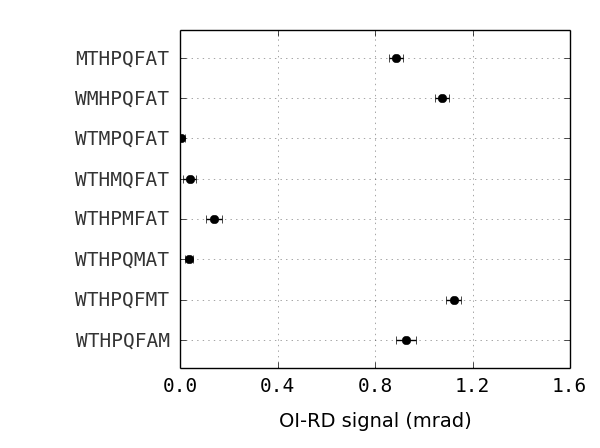 MTHPQFAT
WMHPQFAT
WTMPQFAT
WTHMQFAT
WTHPMFAT
WTHPQMAT
WTHPQFMT
WTHPQFAM
0.0 0.4 0.8 1.2 1.6
OI-RD signal (mrad)